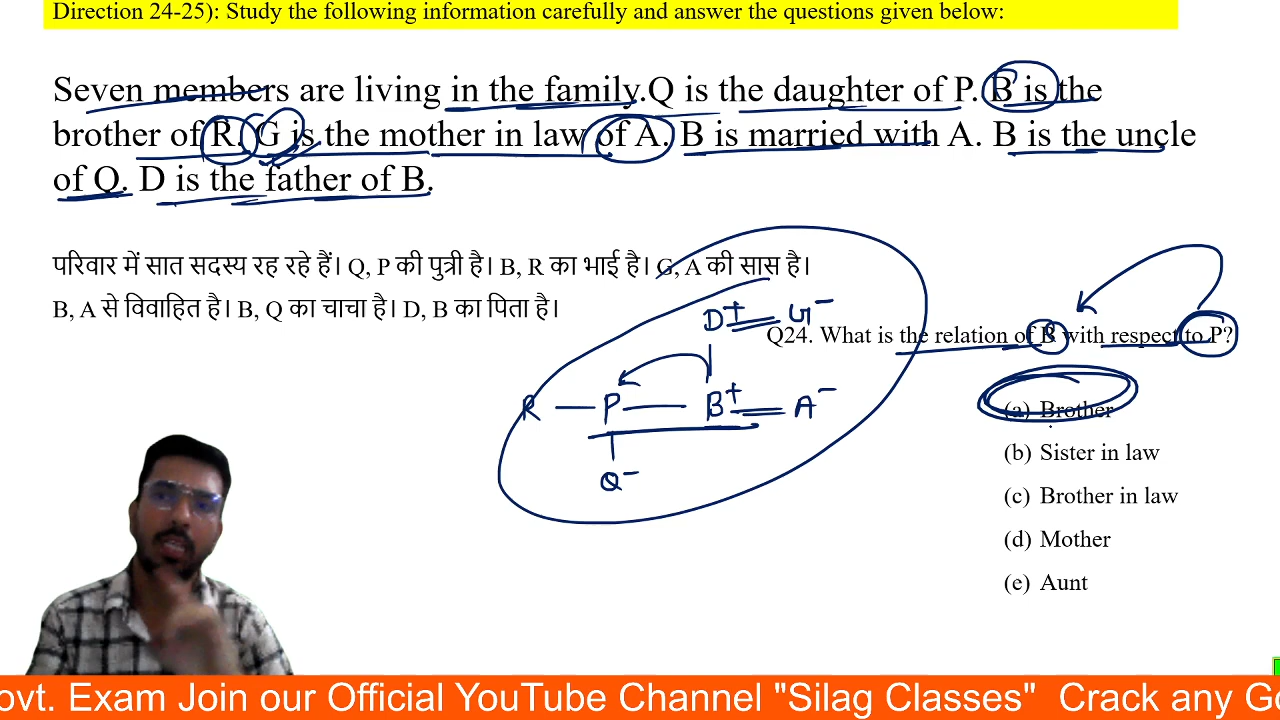 Direction 24-25): Study the following information carefully and answer the questions given below:
Seven members are living in the family.Q is the daughter of P. B is the
brother of R. G is the mother in law of A. B is married with A. B is the uncle
of Q. D is the father of B.
परिवार में सात सदस्य रह रहे हैं। Q, P की पुत्री है। B, R का भाई है। G, A की सास है।
B, A से विवाहित है। B, Q का चाचा है। D, B का पिता है।
D+ = G-
Q24. What is the relation of B with respect to P?
R — P — B+ = A-
Q-
(a) Brother
(b) Sister in law
(c) Brother in law
(d) Mother
(e) Aunt
ovt. Exam Join our Official YouTube Channel "Silag Classes" Crack any Go